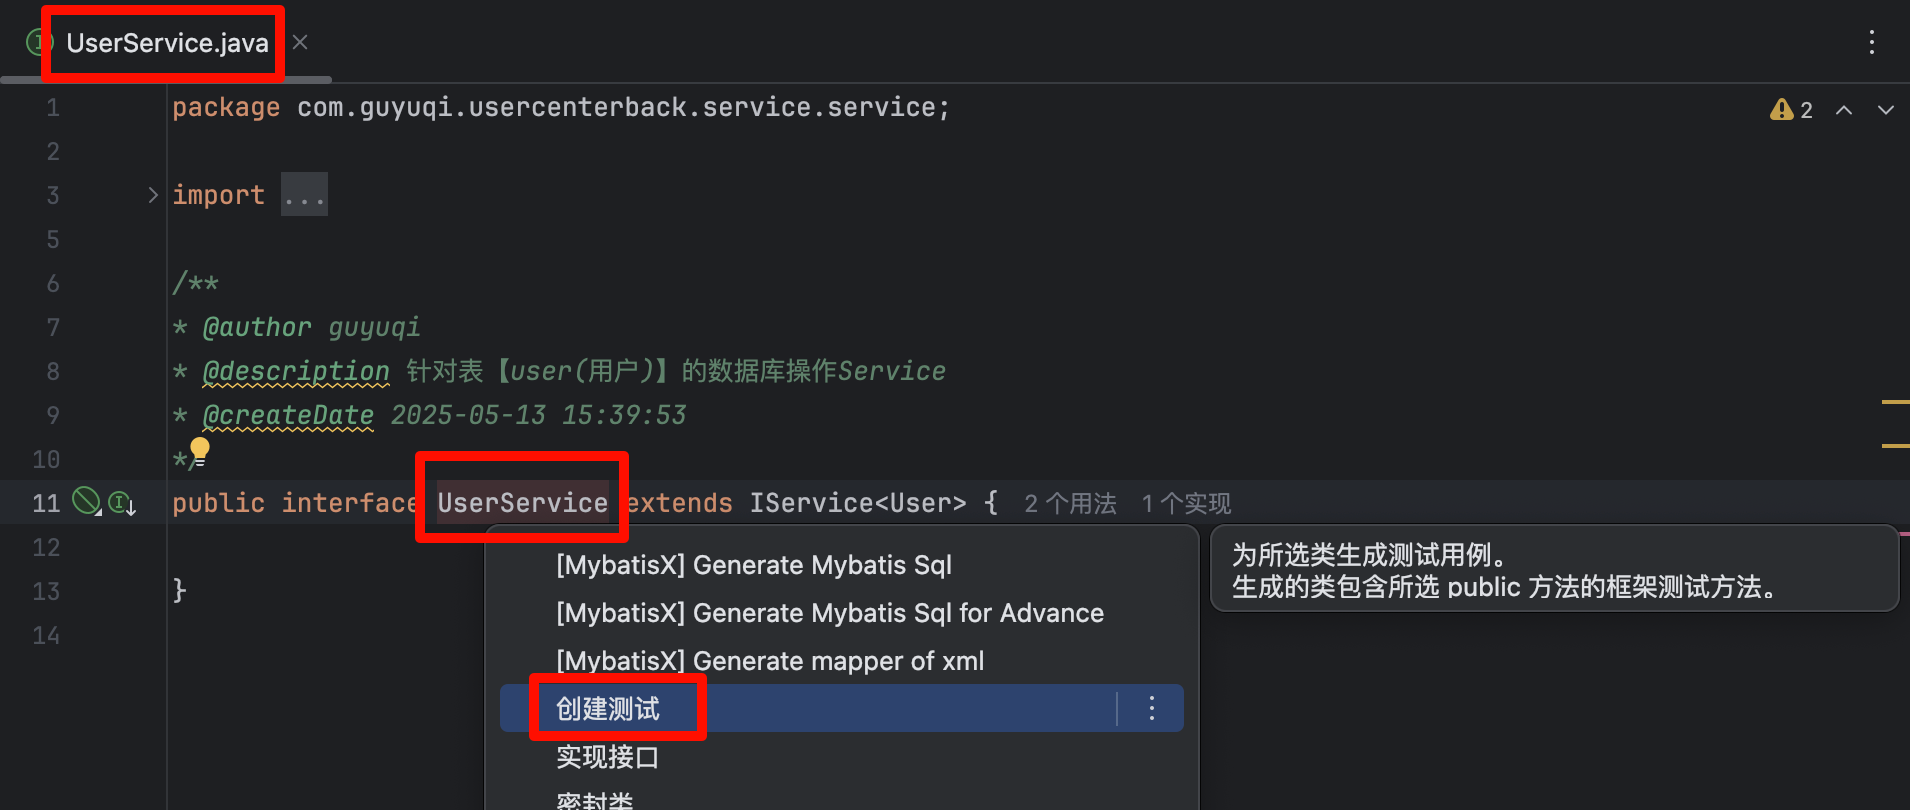 UserService.java
1 package com.guyuqi.usercenterback.service.service;
2
2
3 import ...
5
6 /**
7 * @author guyuqi
8 * @description 针对表【user(用户)】的数据库操作Service
9 * @createDate 2025-05-13 15:39:53
10 */
11 public interface UserService extends IService<User> { 2 个用法 1 个实现
12
13 }
14
[MybatisX] Generate Mybatis Sql
[MybatisX] Generate Mybatis Sql for Advance
[MybatisX] Generate mapper of xml
创建测试
实现接口
密封类
为所选类生成测试用例。
生成的类包含所选 public 方法的框架测试方法。